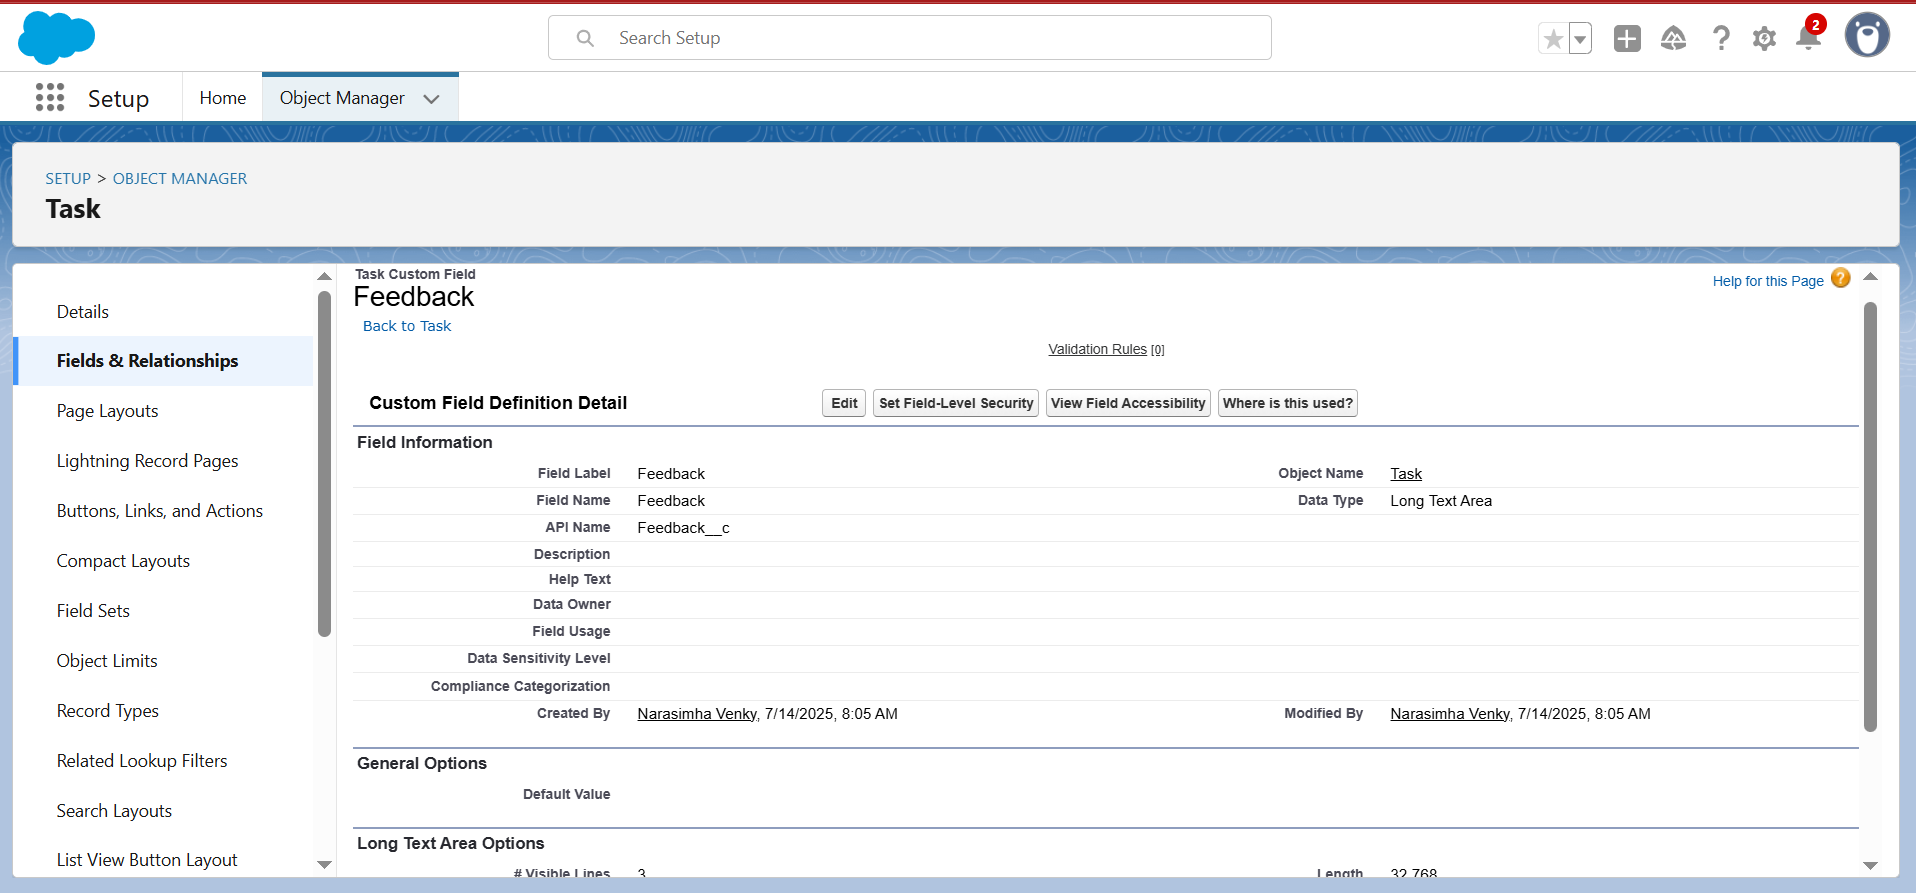 Search Setup
2
Setup
Home
Object Manager
SETUP > OBJECT MANAGER
Task
Details
Fields & Relationships
Page Layouts
Lightning Record Pages
Buttons, Links, and Actions
Compact Layouts
Field Sets
Object Limits
Record Types
Related Lookup Filters
Search Layouts
List View Button Layout
Task Custom Field
Feedback
Back to Task
Help for this Page ?
Validation Rules [0]
Custom Field Definition Detail
Edit
Set Field-Level Security
View Field Accessibility
Where is this used?
Field Information
Field Label Feedback Object Name Task
Field Name Feedback Data Type Long Text Area
API Name Feedback__c
Description
Help Text
Data Owner
Field Usage
Data Sensitivity Level
Compliance Categorization
Created By Narasimha Venky, 7/14/2025, 8:05 AM Modified By Narasimha Venky, 7/14/2025, 8:05 AM
General Options
Default Value
Long Text Area Options
# Visible Lines 3 Length 32,768